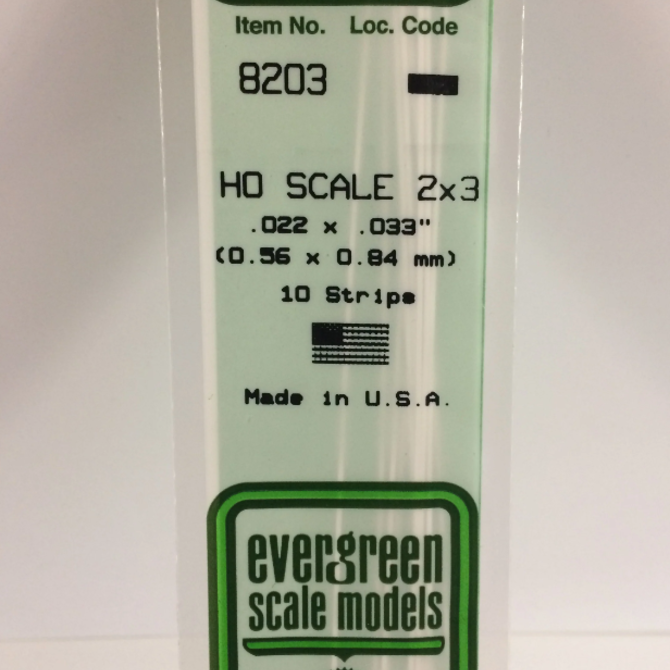 Item No. Loc. Code
8203
HO SCALE 2x3
.022 x .033"
(0.56 x 0.84 mm)
10 Strips
Made in U.S.A.
evergreen
scale models